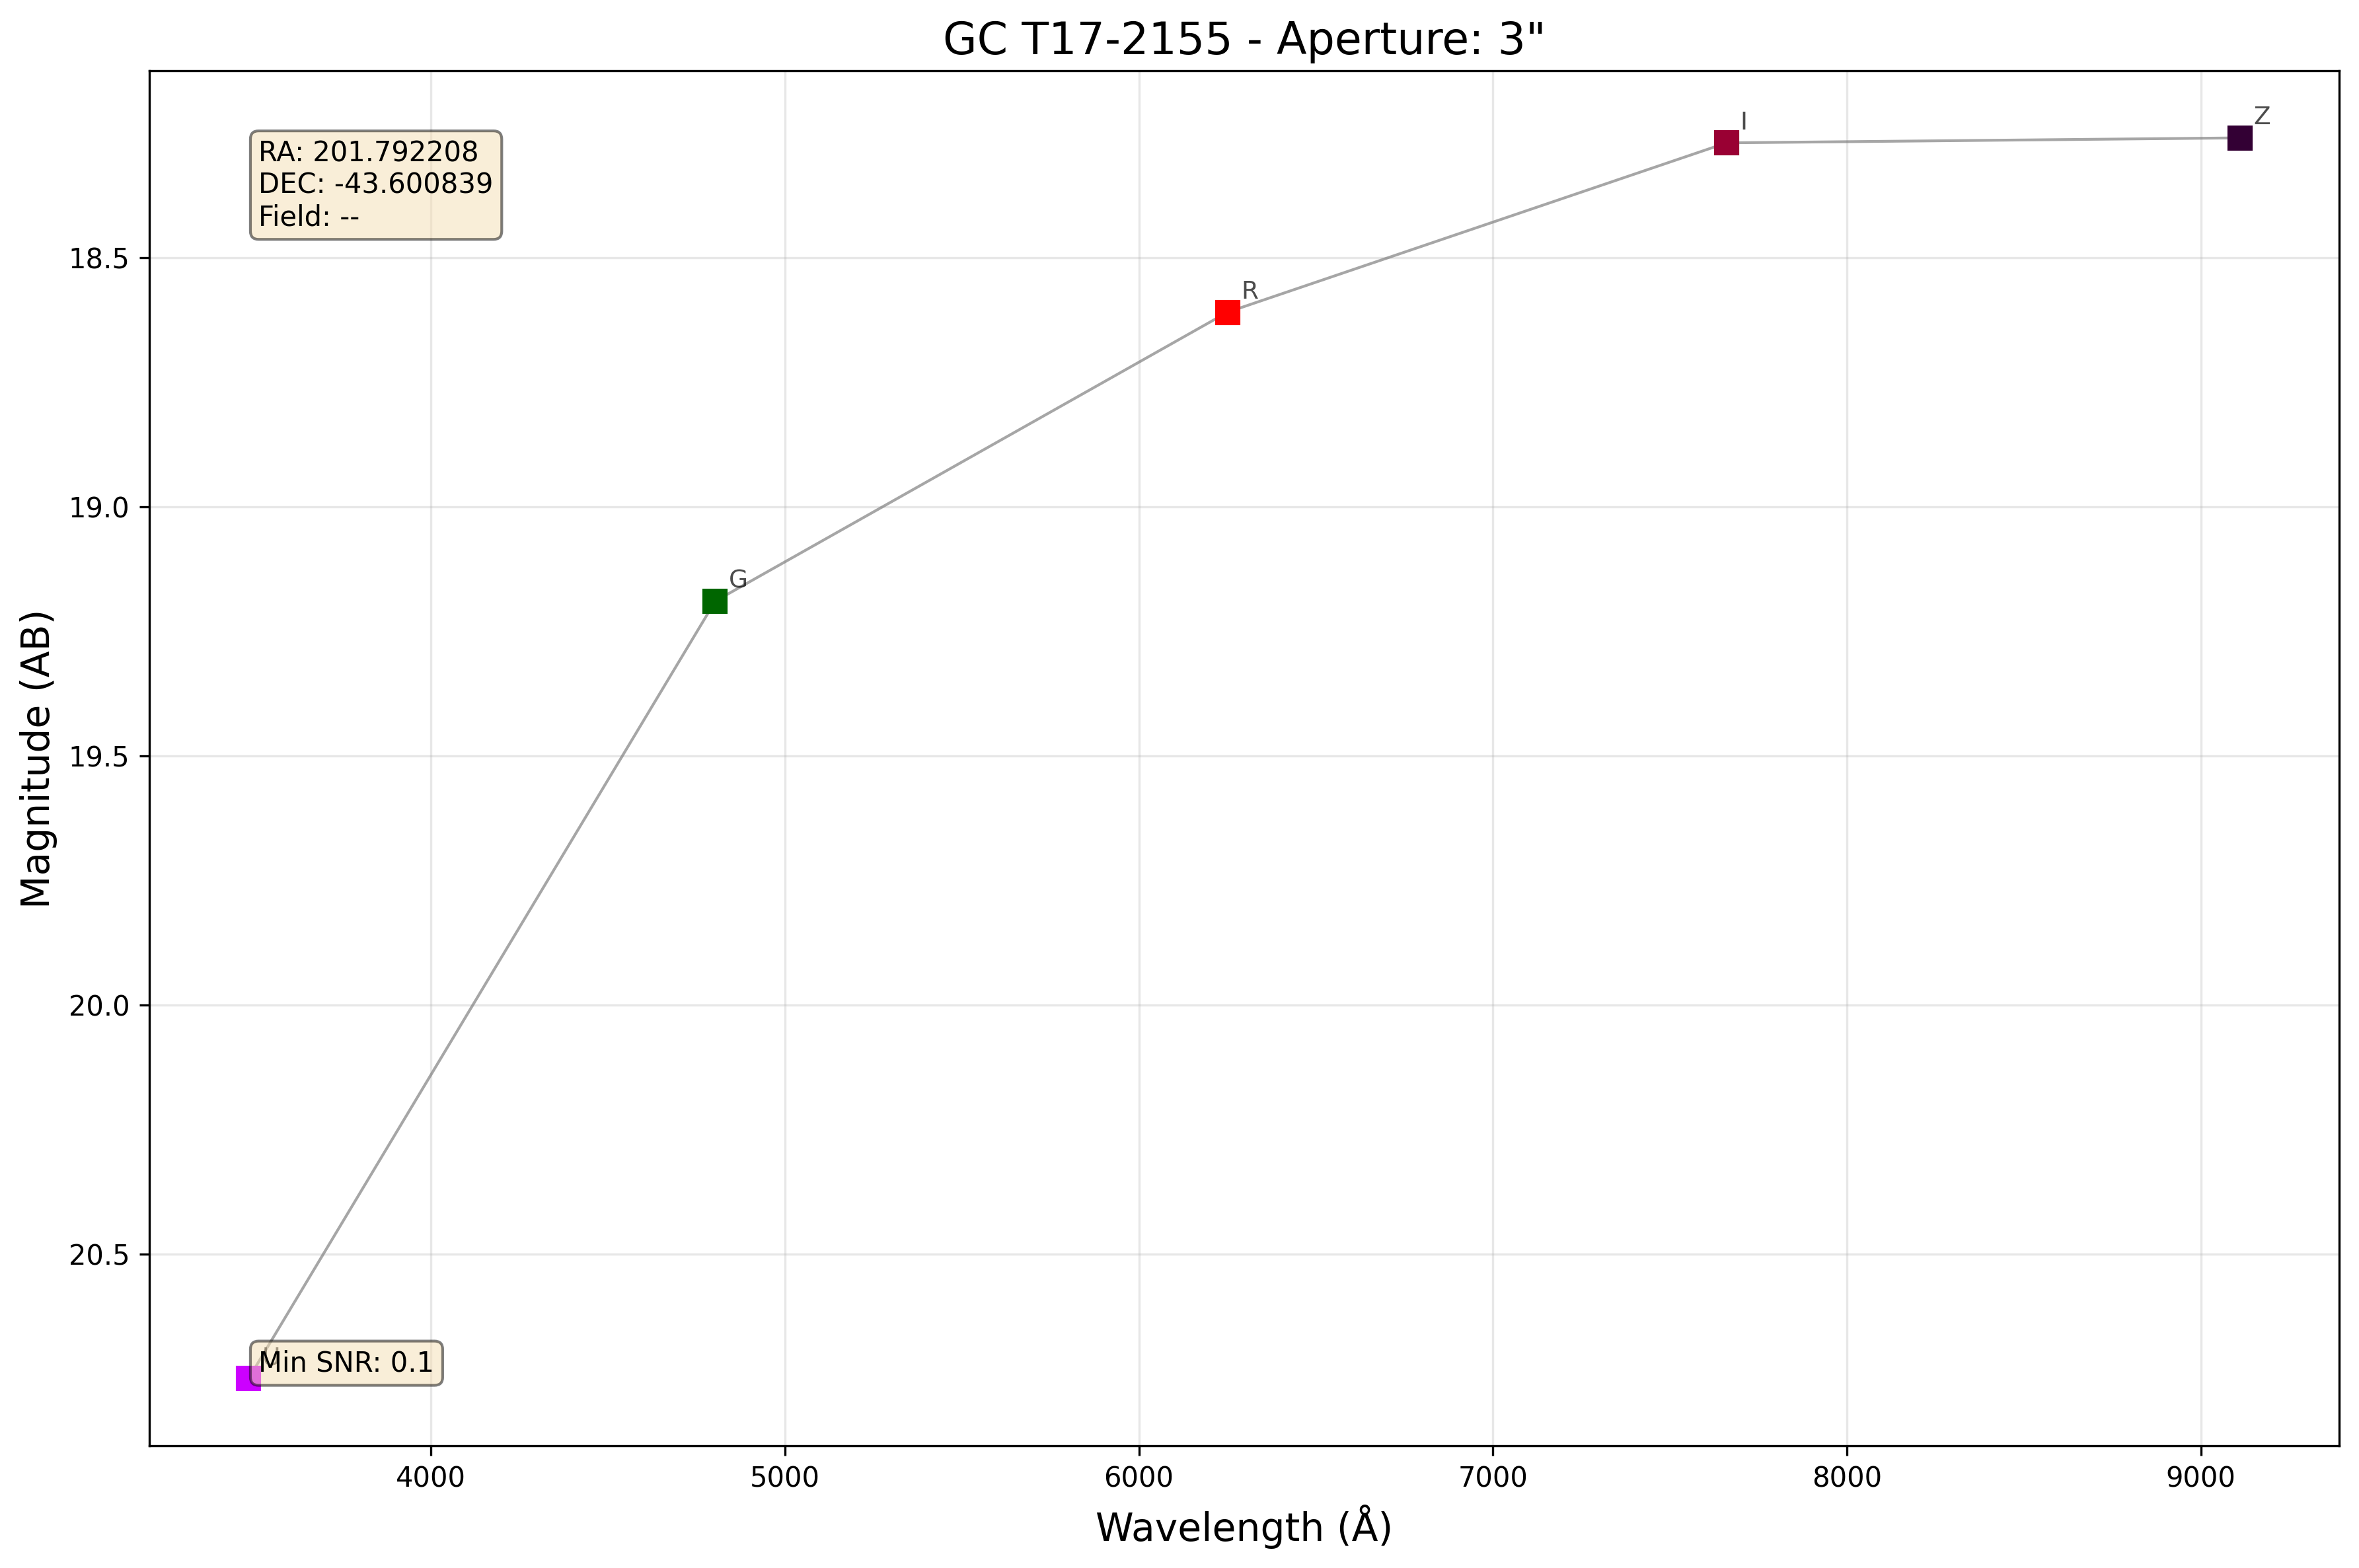 GC T17-2155 - Aperture: 3"
RA: 201.792208
DEC: -43.600839
Field: --
Z
I
R
G
Min SNR: 0.1
18.5
19.0
19.5
20.0
20.5
Magnitude (AB)
4000 5000 6000 7000 8000 9000
Wavelength (Å)